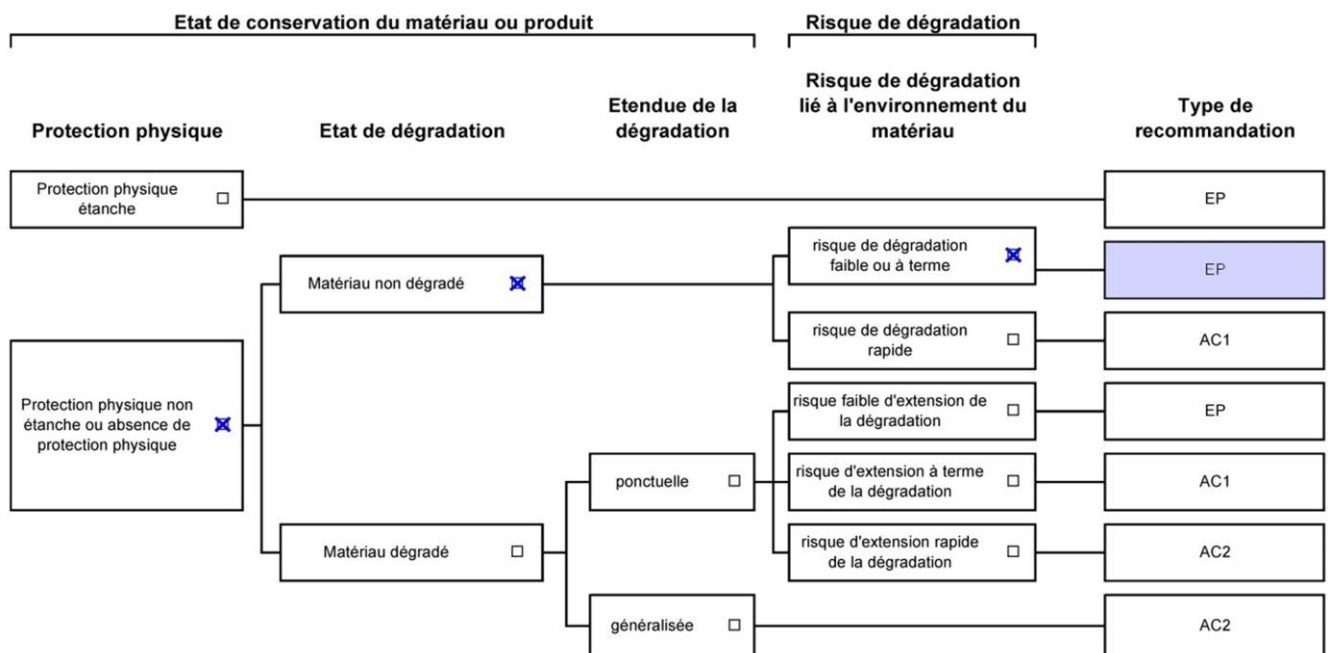 Etat de conservation du matériau ou produit
Risque de dégradation
Protection physique
Etat de dégradation
Etendue de la
dégradation
Risque de dégradation
lié à l'environnement du
matériau
Type de
recommandation
Protection physique
étanche
EP
risque de dégradation
faible ou à terme
EP
Matériau non dégradé
risque de dégradation
rapide
AC1
Protection physique non
étanche ou absence de
protection physique
risque faible d'extension de
la dégradation
EP
ponctuelle
risque d'extension à terme
de la dégradation
AC1
Matériau dégradé
risque d'extension rapide
de la dégradation
AC2
généralisée
AC2